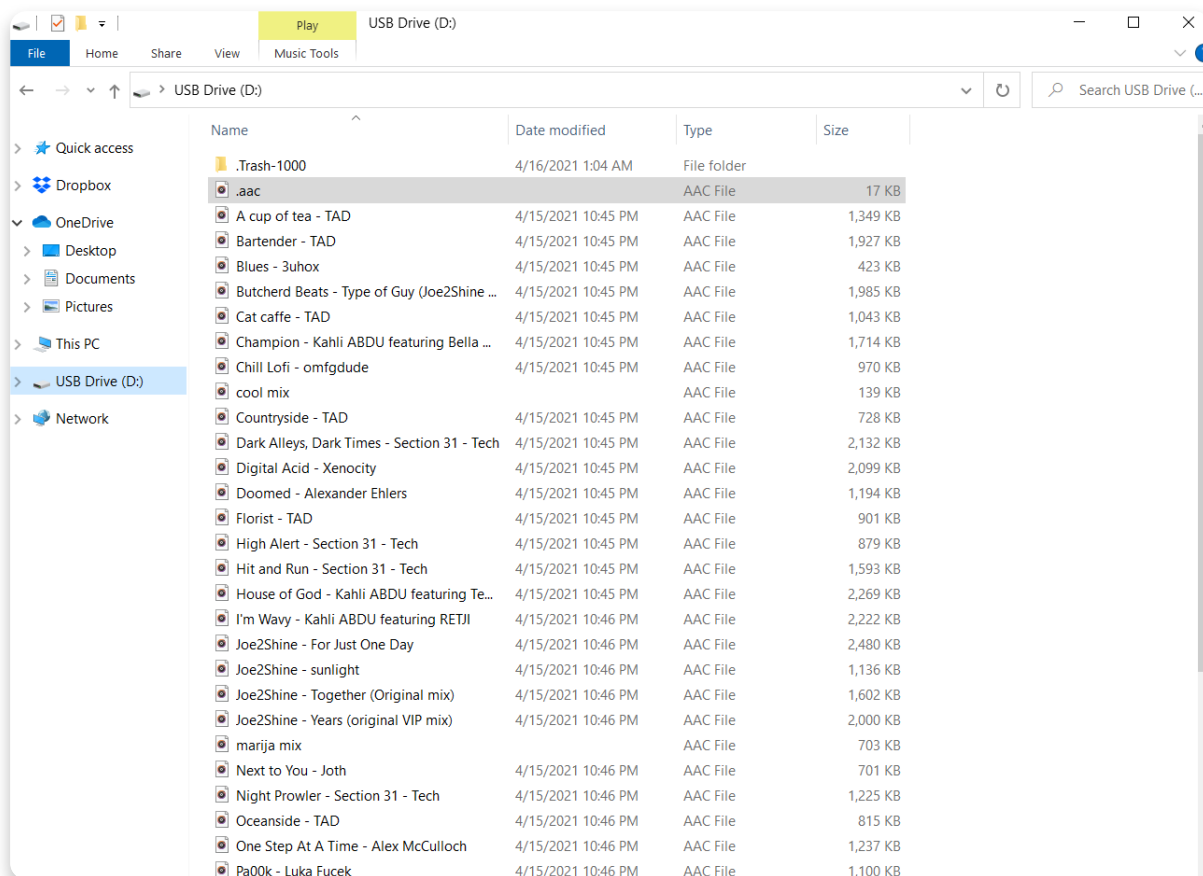 Play USB Drive (D:)
File Home Share View Music Tools
USB Drive (D:) Search USB Drive (...
Name Date modified Type Size
Quick access
Dropbox
OneDrive
Desktop
Documents
Pictures
This PC
USB Drive (D:)
Network
.Trash-1000 4/16/2021 1:04 AM File folder
.aac AAC File 17 KB
A cup of tea - TAD 4/15/2021 10:45 PM AAC File 1,349 KB
Bartender - TAD 4/15/2021 10:45 PM AAC File 1,927 KB
Blues - 3uhox 4/15/2021 10:45 PM AAC File 423 KB
Butcherd Beats - Type of Guy (Joe2Shine ... 4/15/2021 10:45 PM AAC File 1,985 KB
Cat caffe - TAD 4/15/2021 10:45 PM AAC File 1,043 KB
Champion - Kahli ABDU featuring Bella ... 4/15/2021 10:45 PM AAC File 1,714 KB
Chill Lofi - omfgdude 4/15/2021 10:45 PM AAC File 970 KB
cool mix AAC File 139 KB
Countryside - TAD 4/15/2021 10:45 PM AAC File 728 KB
Dark Alleys, Dark Times - Section 31 - Tech 4/15/2021 10:45 PM AAC File 2,132 KB
Digital Acid - Xenocity 4/15/2021 10:45 PM AAC File 2,099 KB
Doomed - Alexander Ehlers 4/15/2021 10:45 PM AAC File 1,194 KB
Florist - TAD 4/15/2021 10:45 PM AAC File 901 KB
High Alert - Section 31 - Tech 4/15/2021 10:45 PM AAC File 879 KB
Hit and Run - Section 31 - Tech 4/15/2021 10:45 PM AAC File 1,593 KB
House of God - Kahli ABDU featuring Te... 4/15/2021 10:45 PM AAC File 2,269 KB
I'm Wavy - Kahli ABDU featuring RETJI 4/15/2021 10:46 PM AAC File 2,222 KB
Joe2Shine - For Just One Day 4/15/2021 10:46 PM AAC File 2,480 KB
Joe2Shine - sunlight 4/15/2021 10:46 PM AAC File 1,136 KB
Joe2Shine - Together (Original mix) 4/15/2021 10:46 PM AAC File 1,602 KB
Joe2Shine - Years (original VIP mix) 4/15/2021 10:46 PM AAC File 2,000 KB
marija mix AAC File 703 KB
Next to You - Joth 4/15/2021 10:46 PM AAC File 701 KB
Night Prowler - Section 31 - Tech 4/15/2021 10:46 PM AAC File 1,225 KB
Oceanside - TAD 4/15/2021 10:46 PM AAC File 815 KB
One Step At A Time - Alex McCulloch 4/15/2021 10:46 PM AAC File 1,237 KB
Pa00k - Luka Fucek 4/15/2021 10:46 PM AAC File 1,100 KB